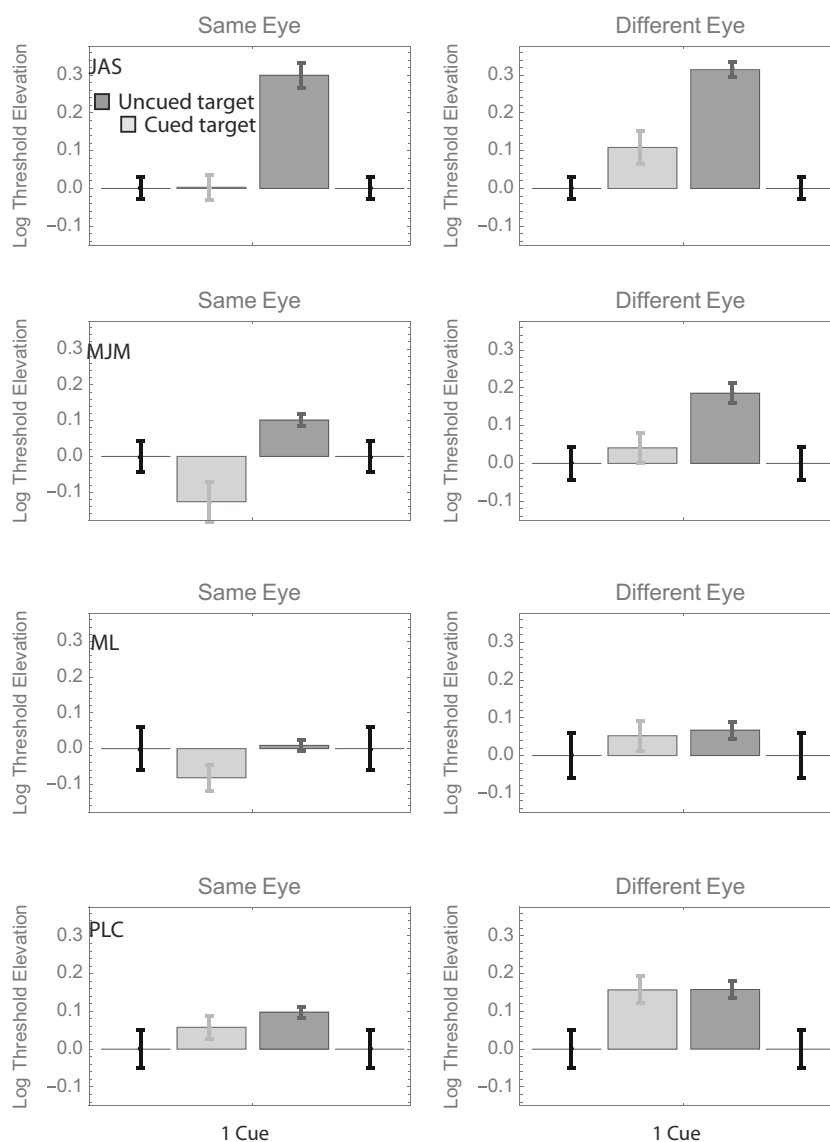 Same Eye
Different Eye
Log Threshold Elevation
JAS
Uncued target
Cued target
0.3
0.2
0.1
0.0
−0.1
Log Threshold Elevation
0.3
0.2
0.1
0.0
−0.1
Same Eye
Different Eye
Log Threshold Elevation
MJM
0.3
0.2
0.1
0.0
−0.1
Log Threshold Elevation
0.3
0.2
0.1
0.0
−0.1
Same Eye
Different Eye
Log Threshold Elevation
ML
0.3
0.2
0.1
0.0
−0.1
Log Threshold Elevation
0.3
0.2
0.1
0.0
−0.1
Same Eye
Different Eye
Log Threshold Elevation
PLC
0.3
0.2
0.1
0.0
−0.1
Log Threshold Elevation
0.3
0.2
0.1
0.0
−0.1
1 Cue
1 Cue